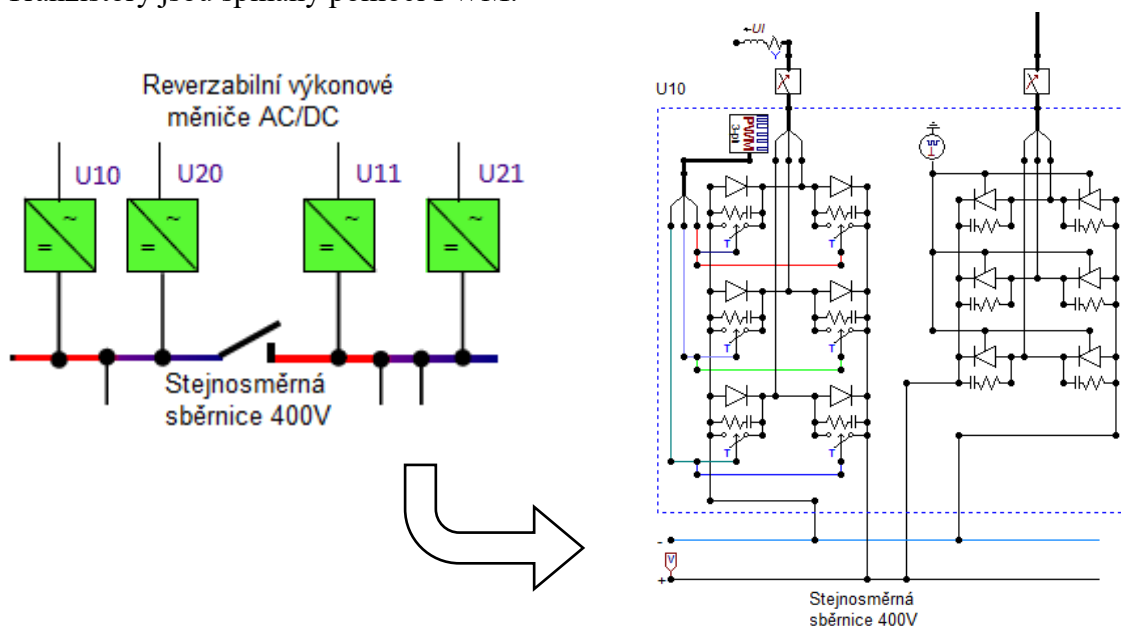 Reverzabilní výkonové
měniče AC/DC
U10
U20
U11
U21
~
=
~
=
~
=
~
=
Stejnosměrná
sběrnice 400V
UI
Y
U10
PWM
3-pl
T
T
T
T
T
T
-
V
+
Stejnosměrná
sběrnice 400V